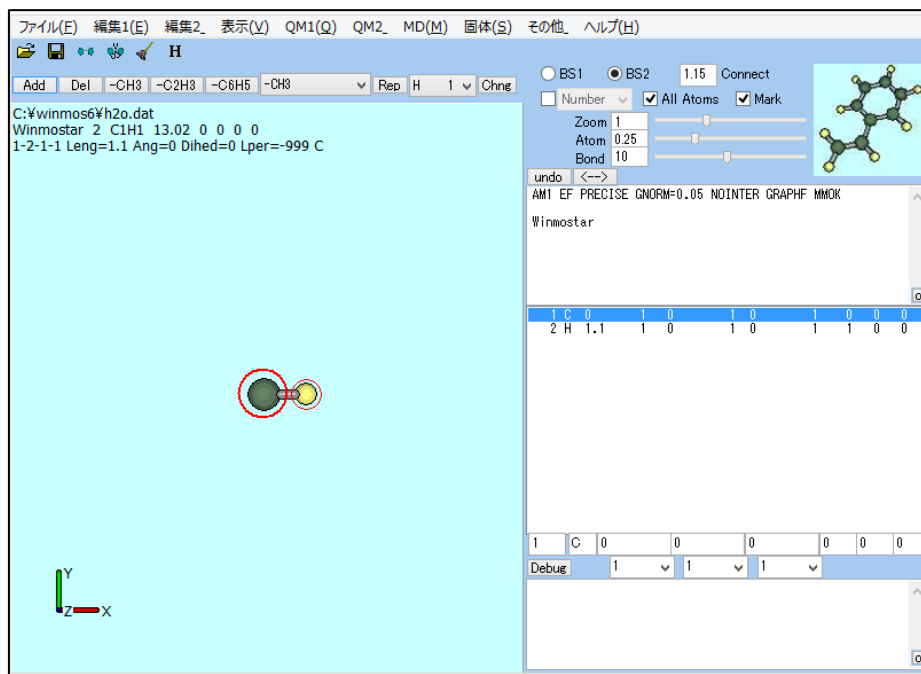 ファイル(F) 編集1(E) 編集2_ 表示(V) QM1(Q) QM2_ MD(M) 固体(S) その他_ ヘルプ(H)
H
Add Del -CH3 -C2H3 -C6H5 -CH3 Rep H 1 Chng
BS1 BS2 1.15 Connect
Number All Atoms Mark
Zoom 1
Atom 0.25
Bond 10
undo <-->
C:¥winmos6¥h2o.dat
Winmostar 2 C1H1 13.02 0 0 0 0
1-2-1-1 Leng=1.1 Ang=0 Dihed=0 Lper=-999 C
Y
Z X
AM1 EF PRECISE GNORM=0.05 NOINTER GRAPHF MMOK
Winmostar
1 C 0 1 0 1 0 1 0 0 0
2 H 1.1 1 0 1 0 1 1 0 0
1 C 0 0 0 0 0 0
Debug 1 1 1